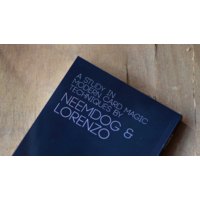 A STUDY IN
MODERN CARD MAGIC
TECHNIQUES BY
NEEMDOG &
LORENZO